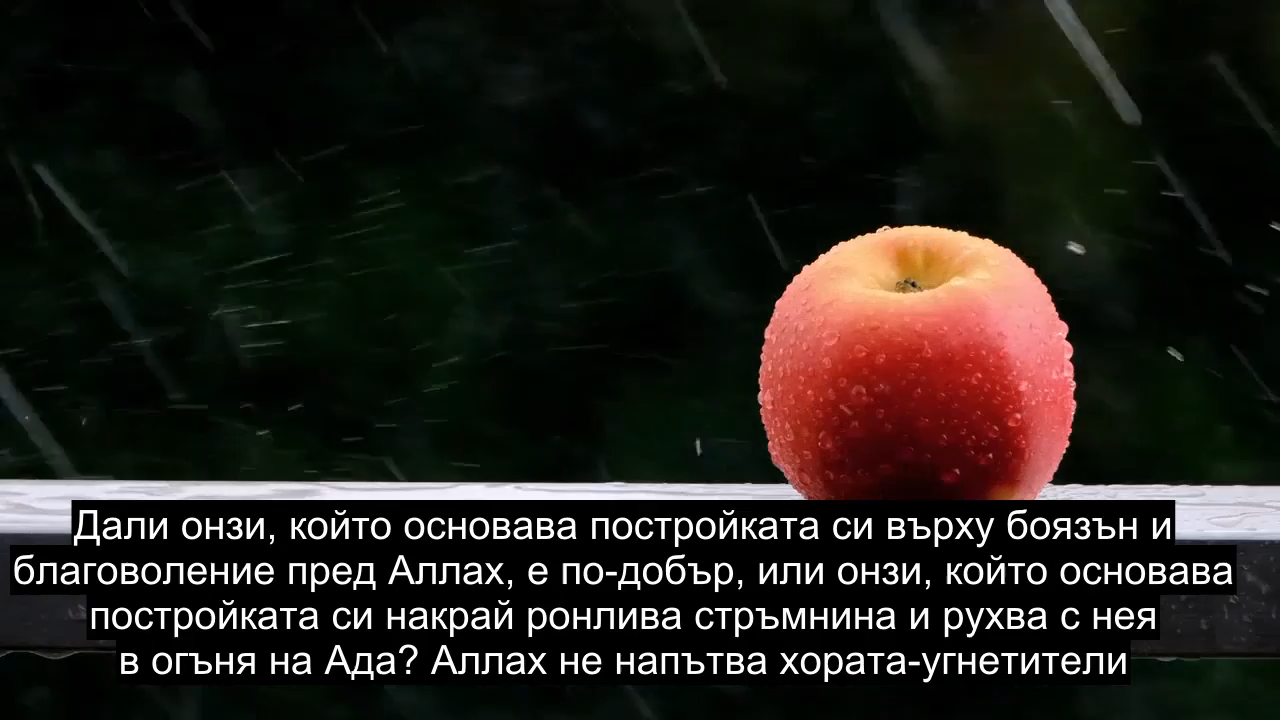 Дали онзи, който основава постройката си върху боязън и
благоволение пред Аллах, е по-добър, или онзи, който основава
постройката си накрай ронлива стръмнина и рухва с нея
в огъня на Ада? Аллах не напътва хората-угнетители